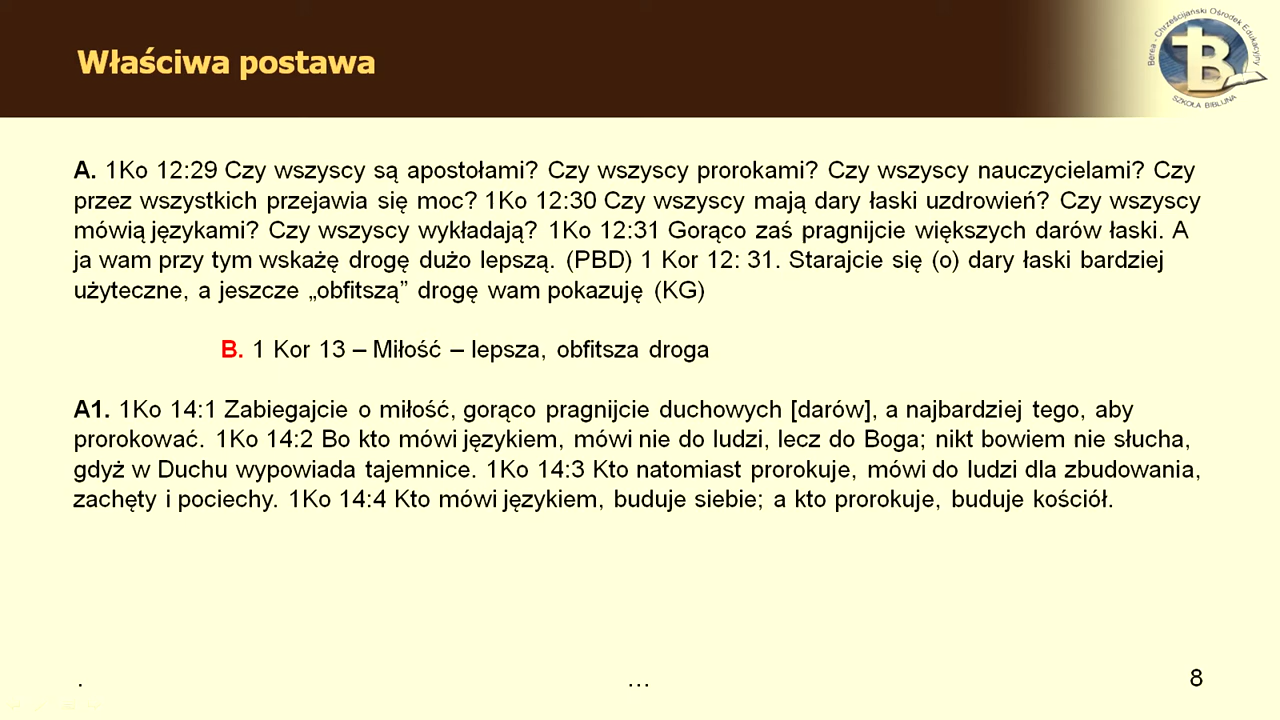 Właściwa postawa
Berea - Chrześcijański Ośrodek Edukacyjny
B
SZKOŁA BIBLIJNA
A. 1Ko 12:29 Czy wszyscy są apostołami? Czy wszyscy prorokami? Czy wszyscy nauczycielami? Czy
przez wszystkich przejawia się moc? 1Ko 12:30 Czy wszyscy mają dary łaski uzdrowień? Czy wszyscy
mówią językami? Czy wszyscy wykładają? 1Ko 12:31 Gorąco zaś pragnijcie większych darów łaski. A
ja wam przy tym wskażę drogę dużo lepszą. (PBD) 1 Kor 12: 31. Starajcie się (o) dary łaski bardziej
użyteczne, a jeszcze „obfitszą” drogę wam pokazuję (KG)
B. 1 Kor 13 – Miłość – lepsza, obfitsza droga
A1. 1Ko 14:1 Zabiegajcie o miłość, gorąco pragnijcie duchowych [darów], a najbardziej tego, aby
prorokować. 1Ko 14:2 Bo kto mówi językiem, mówi nie do ludzi, lecz do Boga; nikt bowiem nie słucha,
gdyż w Duchu wypowiada tajemnice. 1Ko 14:3 Kto natomiast prorokuje, mówi do ludzi dla zbudowania,
zachęty i pociechy. 1Ko 14:4 Kto mówi językiem, buduje siebie; a kto prorokuje, buduje kościół.
. ... 8